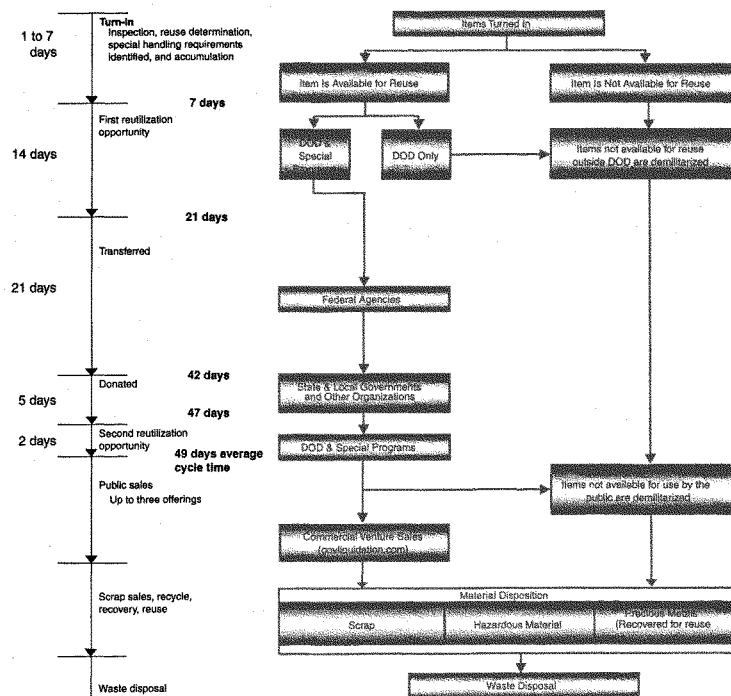 Turn-in
1 to 7
days
Inspection, reuse determination,
special handling requirements
identified, and accumulation
7 days
First reutilization
opportunity
14 days
21 days
Transferred
21 days
42 days
Donated
5 days
47 days
2 days
Second reutilization
opportunity
49 days average
cycle time
Public sales
Up to three offerings
Scrap sales, recycle,
recovery, reuse
Waste disposal
Items Turned In
Item Is Available for Reuse
Item Is Not Available for Reuse
DOD &
Special
DOD Only
Items not available for reuse
outside DOD are demilitarized
Federal Agencies
State & Local Governments
and Other Organizations
DOD & Special Programs
Items not available for use by the
public are demilitarized
Commercial Venture Sales
(govliquidation.com)
Material Disposition
Scrap
Hazardous Material
Precious Metals
(Recovered for reuse
Waste Disposal